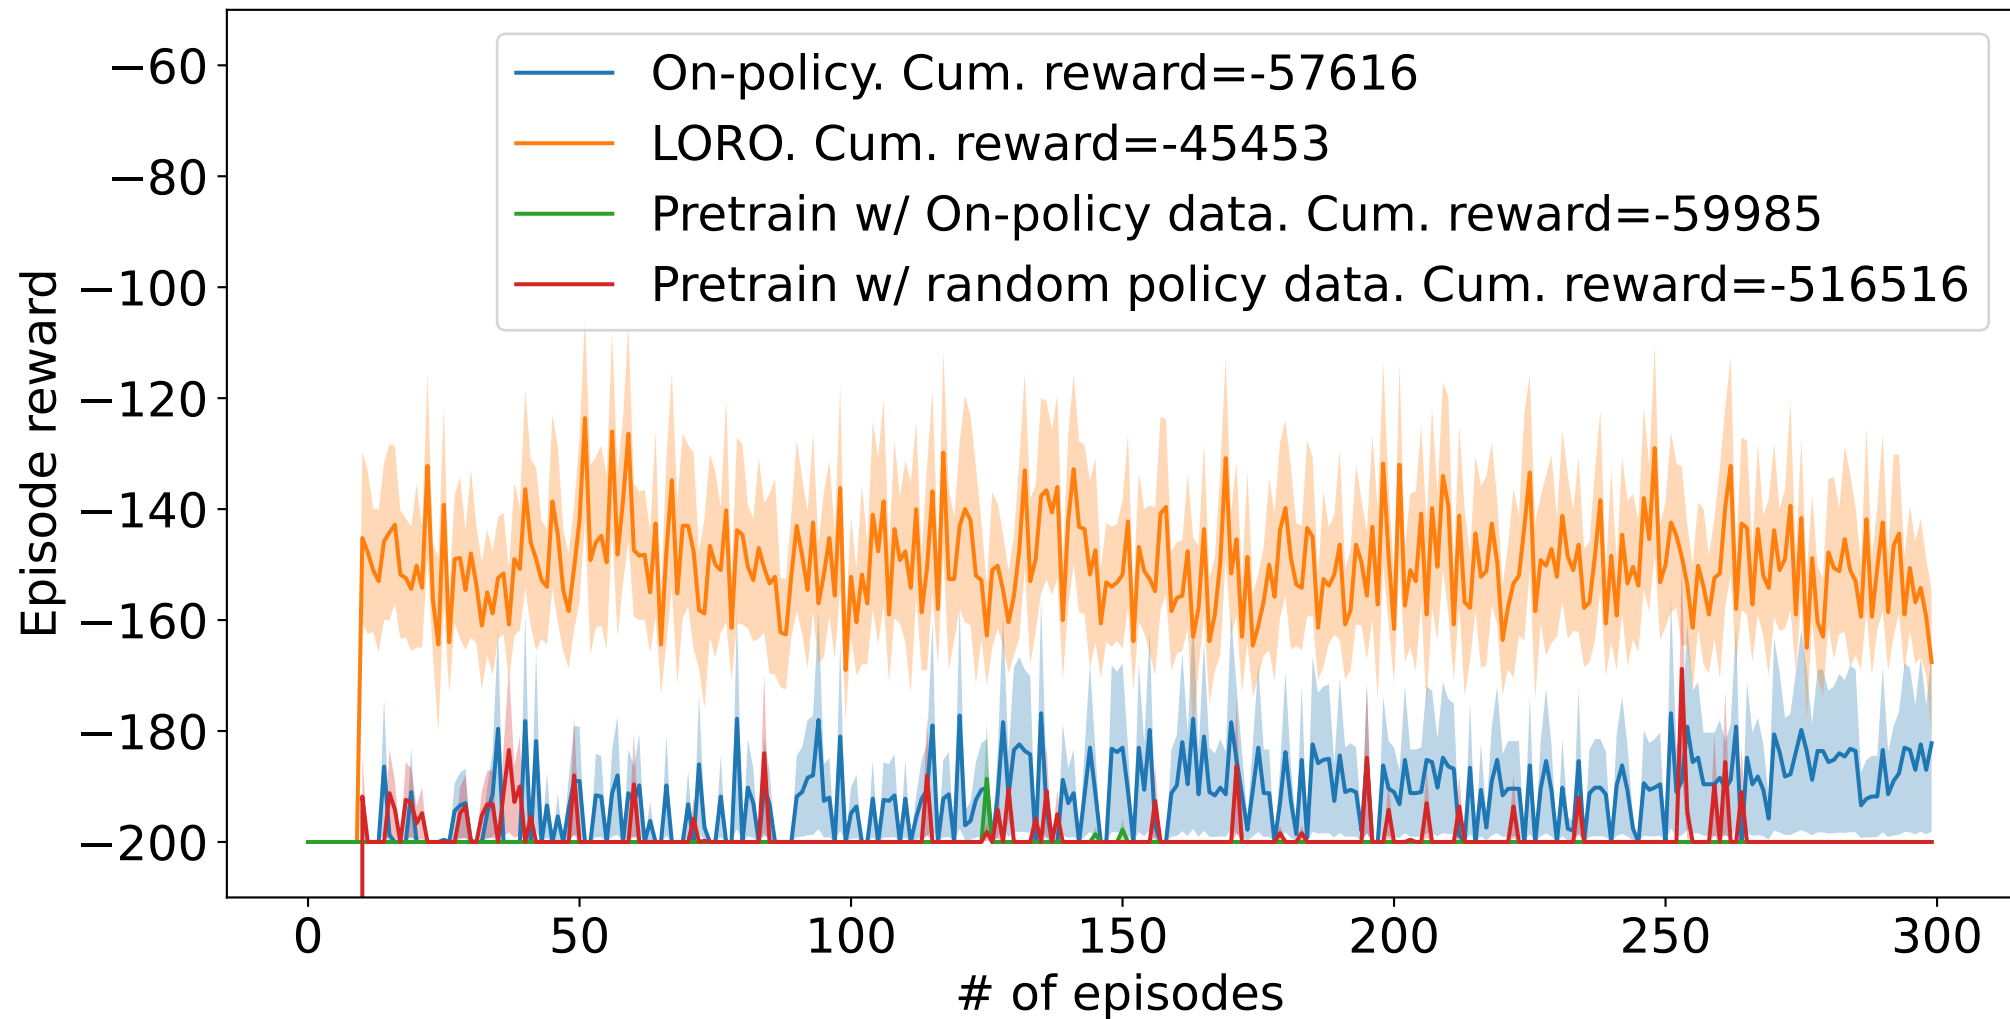 On-policy. Cum. reward=-57616
LORO. Cum. reward=-45453
Pretrain w/ On-policy data. Cum. reward=-59985
Pretrain w/ random policy data. Cum. reward=-516516
Episode reward
−60
−80
−100
−120
−140
−160
−180
−200
0 50 100 150 200 250 300
# of episodes